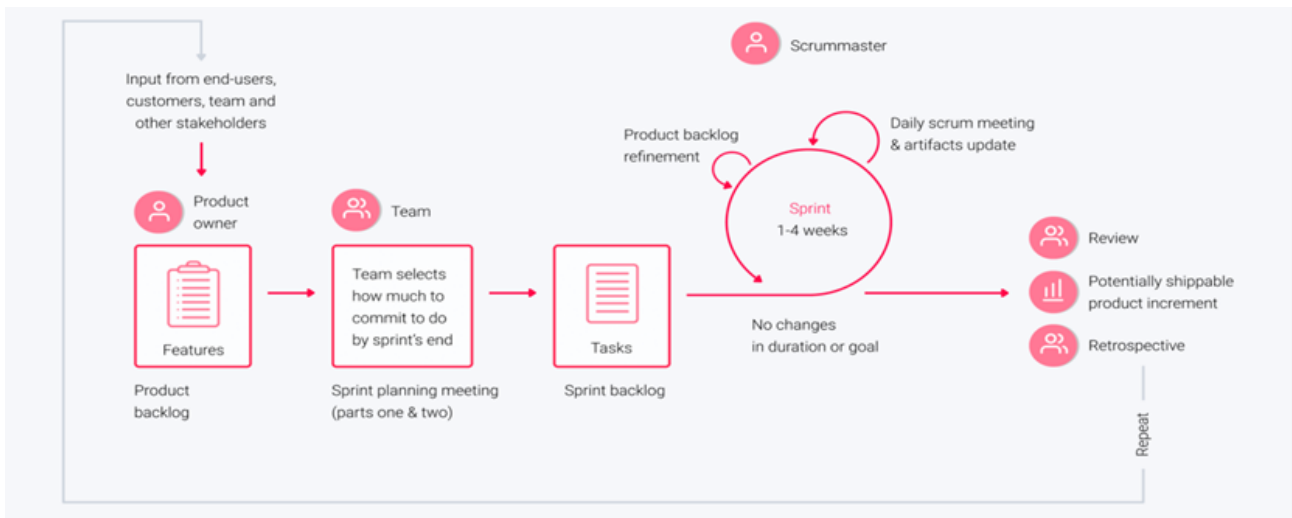 Input from end-users,
customers, team and
other stakeholders
Product
owner
Features
Product
backlog
Team
Team selects
how much to
commit to do
by sprint's end
Sprint planning meeting
(parts one & two)
Tasks
Sprint backlog
Scrummaster
Product backlog
refinement
Daily scrum meeting
& artifacts update
Sprint
1-4 weeks
No changes
in duration or goal
Review
Potentially shippable
product increment
Retrospective
Repeat